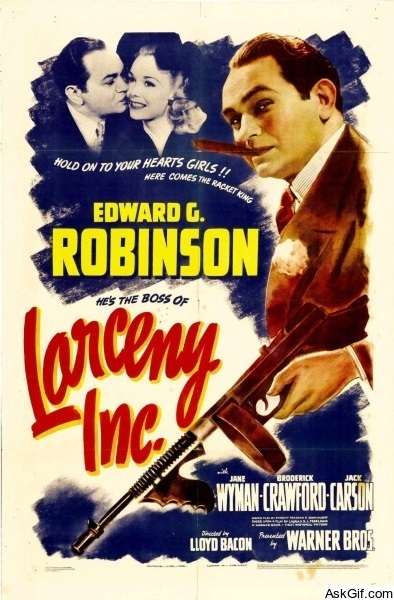 HOLD ON TO YOUR HEARTS GIRLS!!
HERE COMES THE RACKET KING
EDWARD G.
ROBINSON
HE'S THE BOSS OF
Larceny
Inc.
with
JANE WYMAN - BRODERICK CRAWFORD - JACK CARSON
Directed by
LLOYD BACON
Presented by
WARNER BROS.
AskGif.com